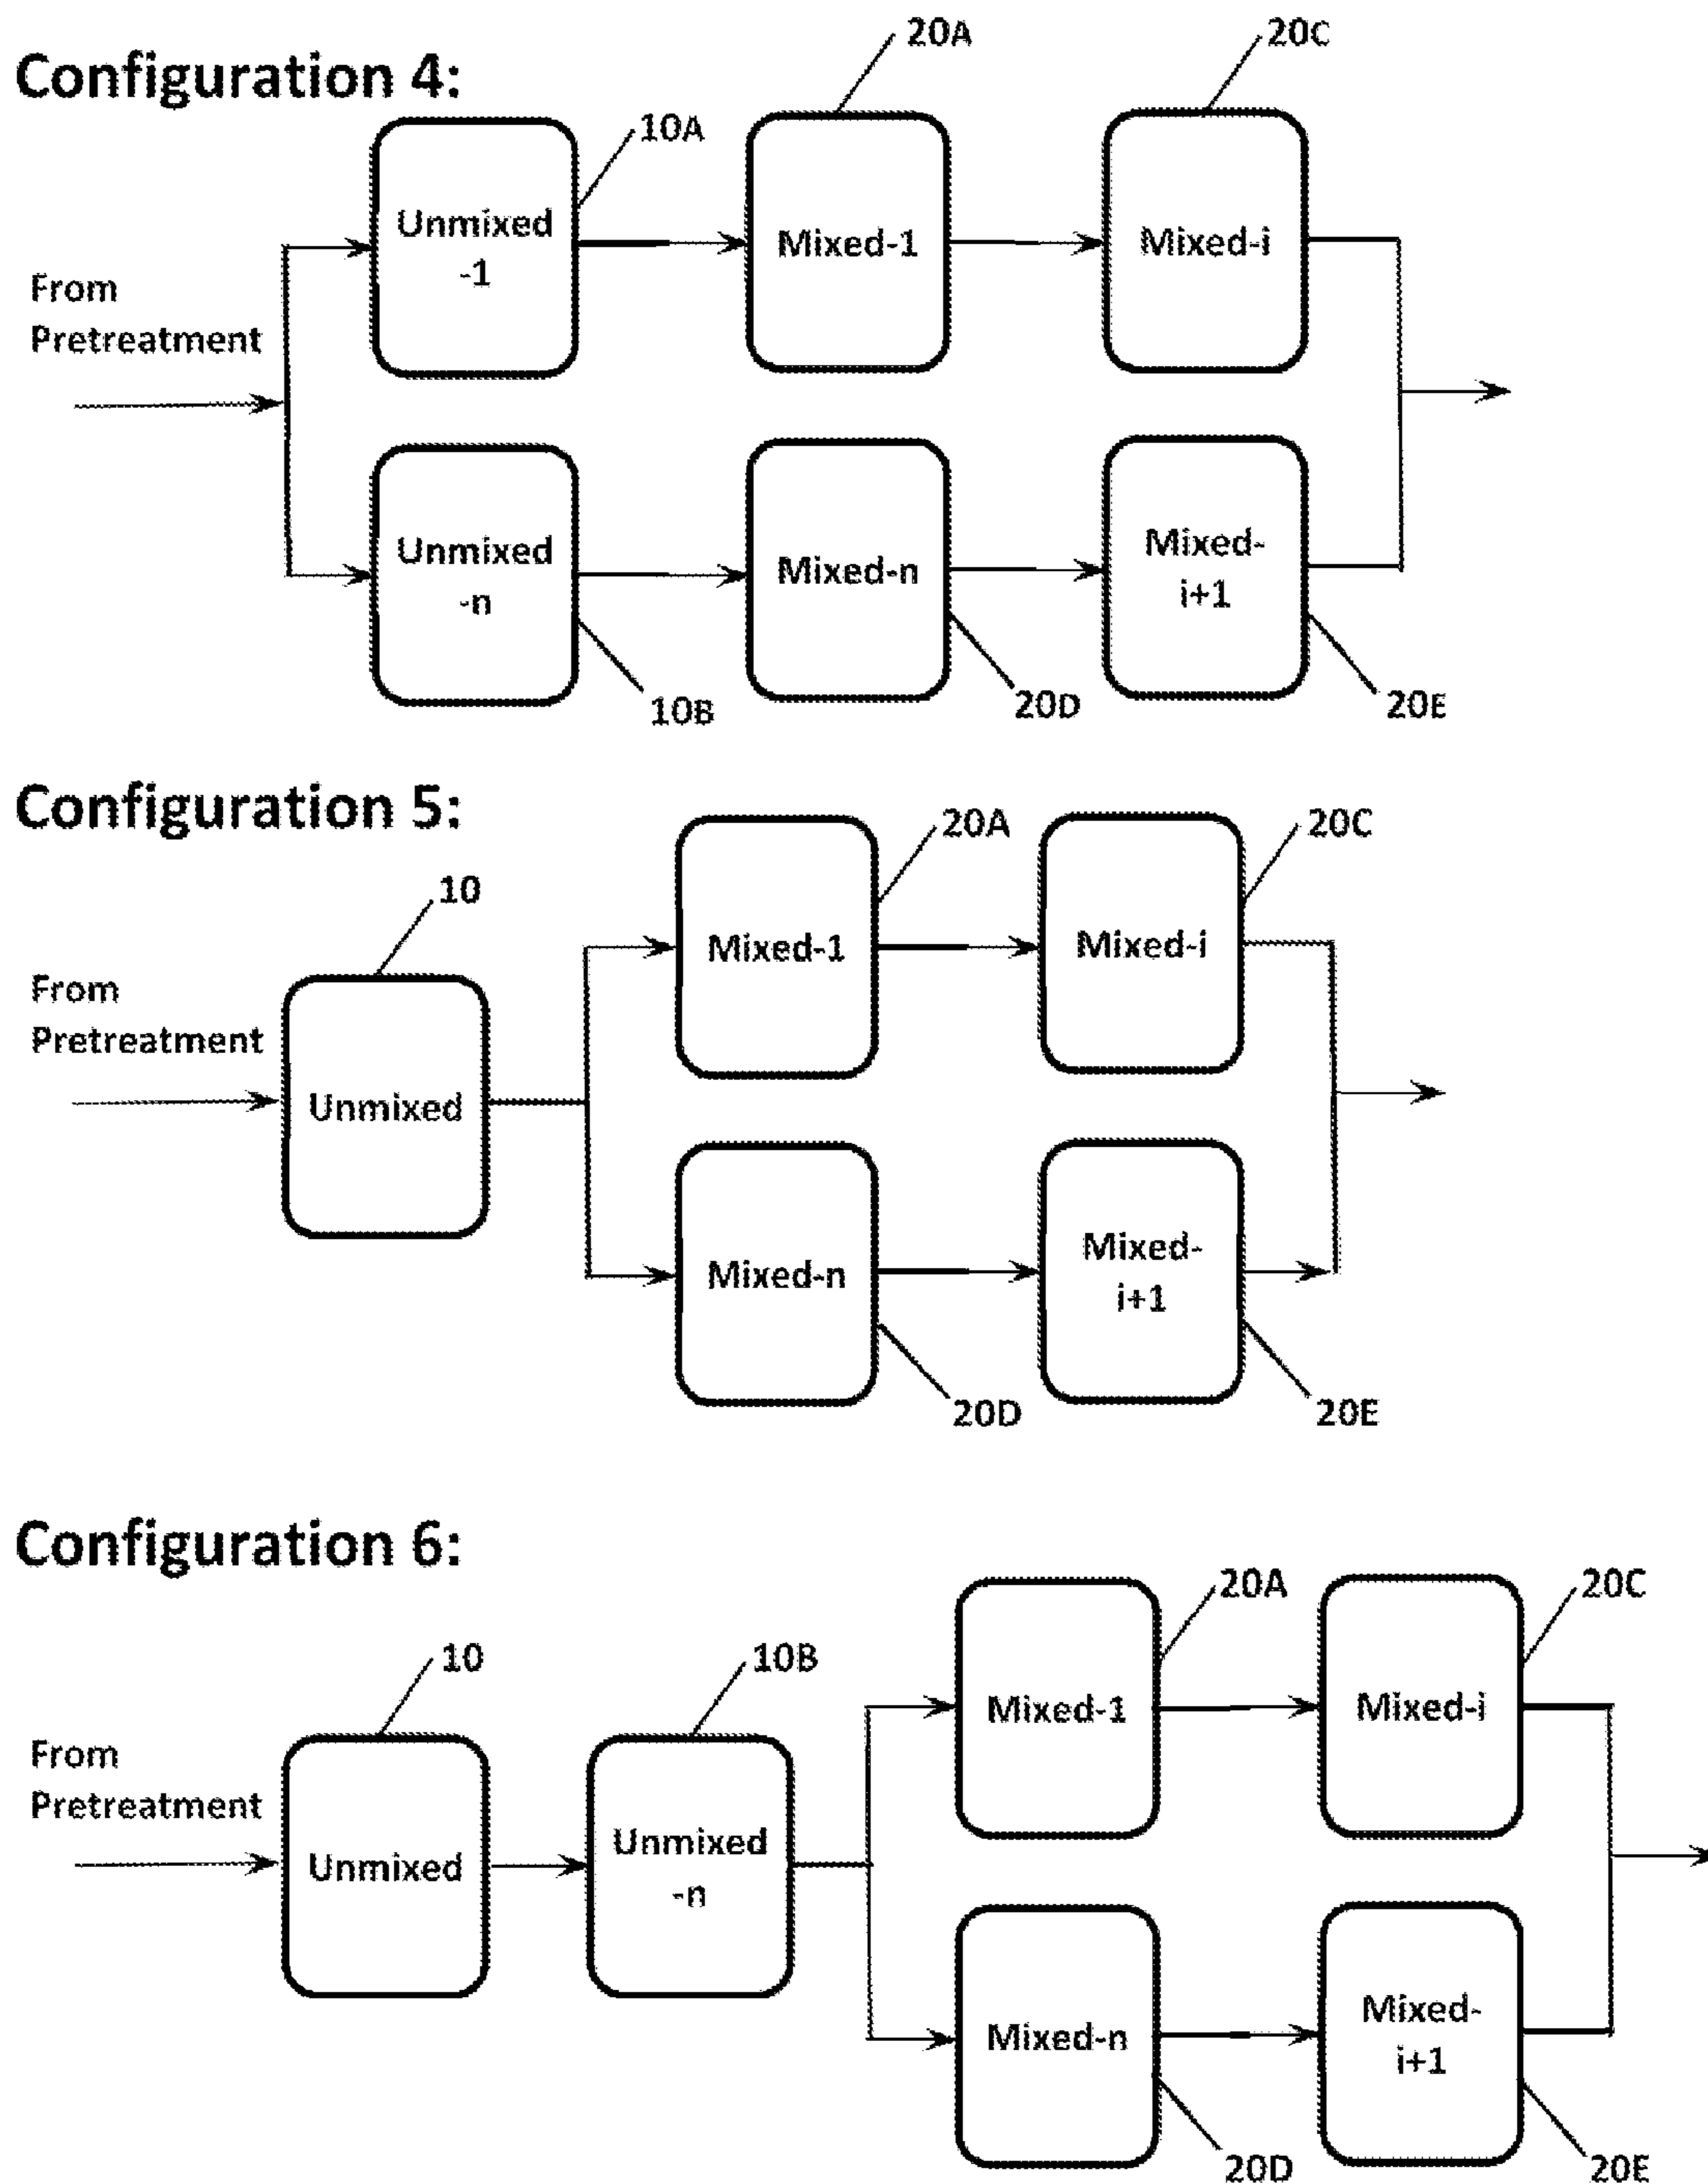 Configuration 4:
20A
20C
10A
Unmixed
-1
Mixed-1
Mixed-i
From
Pretreatment
Unmixed
-n
Mixed-n
Mixed-
i+1
10B
20D
20E
Configuration 5:
20A
20C
10
Mixed-1
Mixed-i
From
Pretreatment
Unmixed
Mixed-n
Mixed-
i+1
20D
20E
Configuration 6:
20A
20C
10
10B
Mixed-1
Mixed-i
From
Pretreatment
Unmixed
Unmixed
-n
Mixed-n
Mixed-
i+1
20D
20E